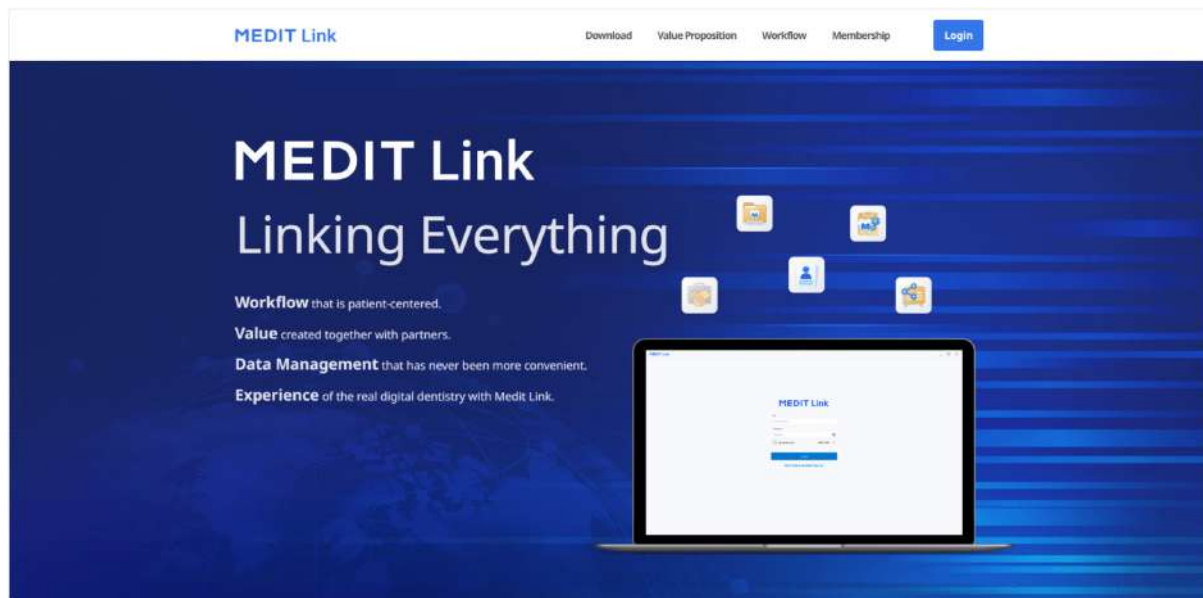 MEDIT Link
Download Value Proposition Workflow Membership Login
MEDIT Link
Linking Everything
Workflow that is patient-centered.
Value created together with partners.
Data Management that has never been more convenient.
Experience of the real digital dentistry with Medit Link.
MEDIT Link
MEDIT Link